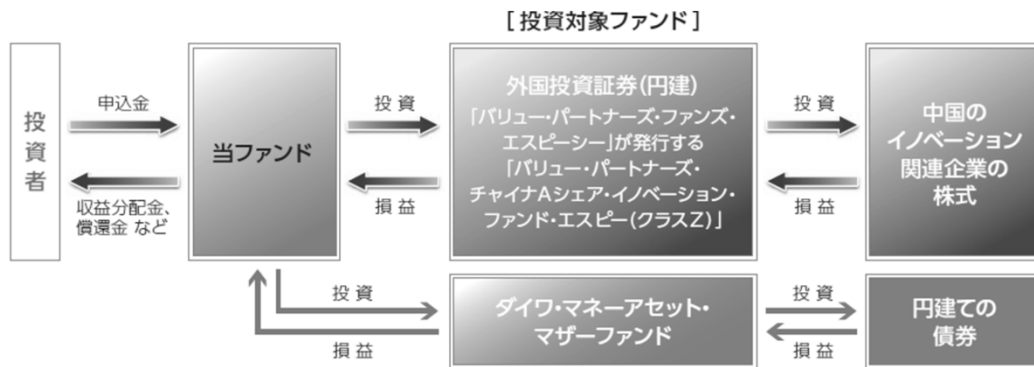 [投資対象ファンド]
投資者
申込金
収益分配金、
償還金 など
当ファンド
投資
損益
外国投資証券(円建)
「バリュー・パートナーズ・ファンズ・
エスピーシー」が発行する
「バリュー・パートナーズ・
チャイナAシェア・イノベーション・
ファンド・エスピー(クラスZ)」
投資
損益
中国の
イノベーション
関連企業の
株式
投資
損益
ダイワ・マネーアセット・
マザーファンド
投資
損益
円建ての
債券